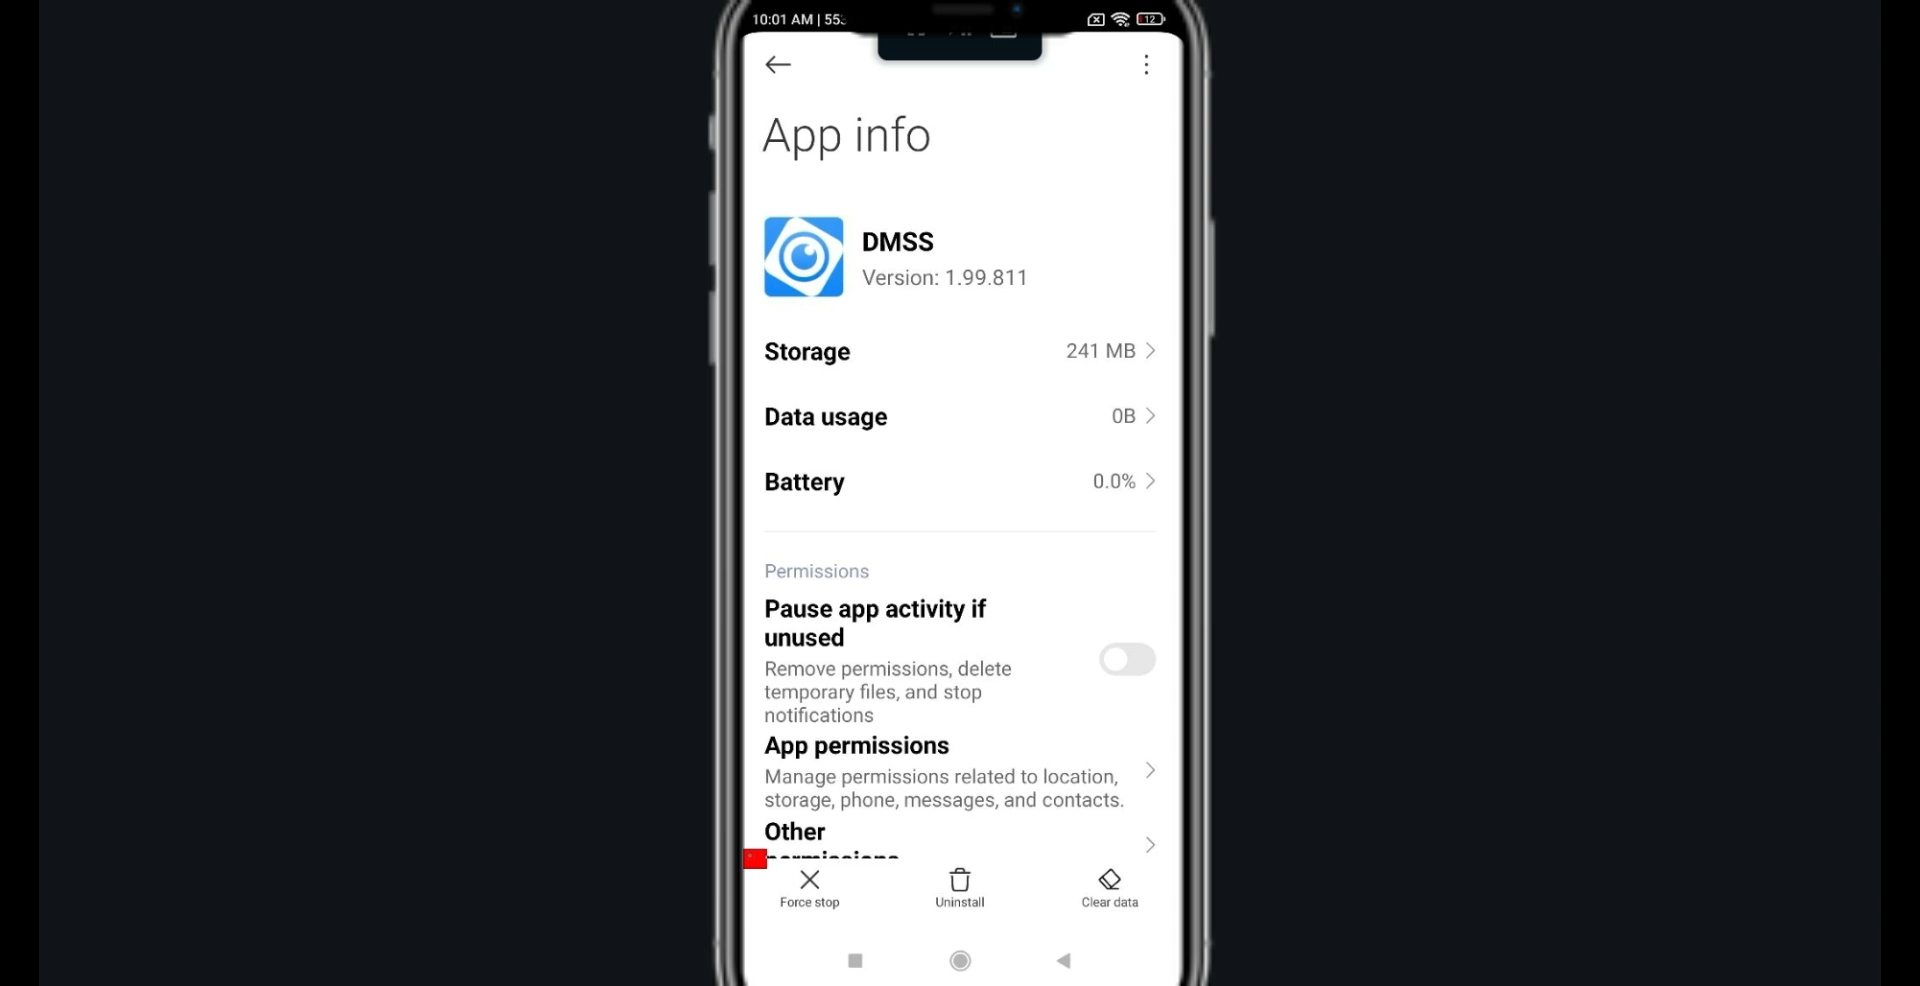 10:01 AM | 55
12
App info
DMSS
Version: 1.99.811
Storage
241 MB
Data usage
0B
Battery
0.0%
Permissions
Pause app activity if
unused
Remove permissions, delete
temporary files, and stop
notifications
App permissions
Manage permissions related to location,
storage, phone, messages, and contacts.
Other
permissions
Force stop
Uninstall
Clear data